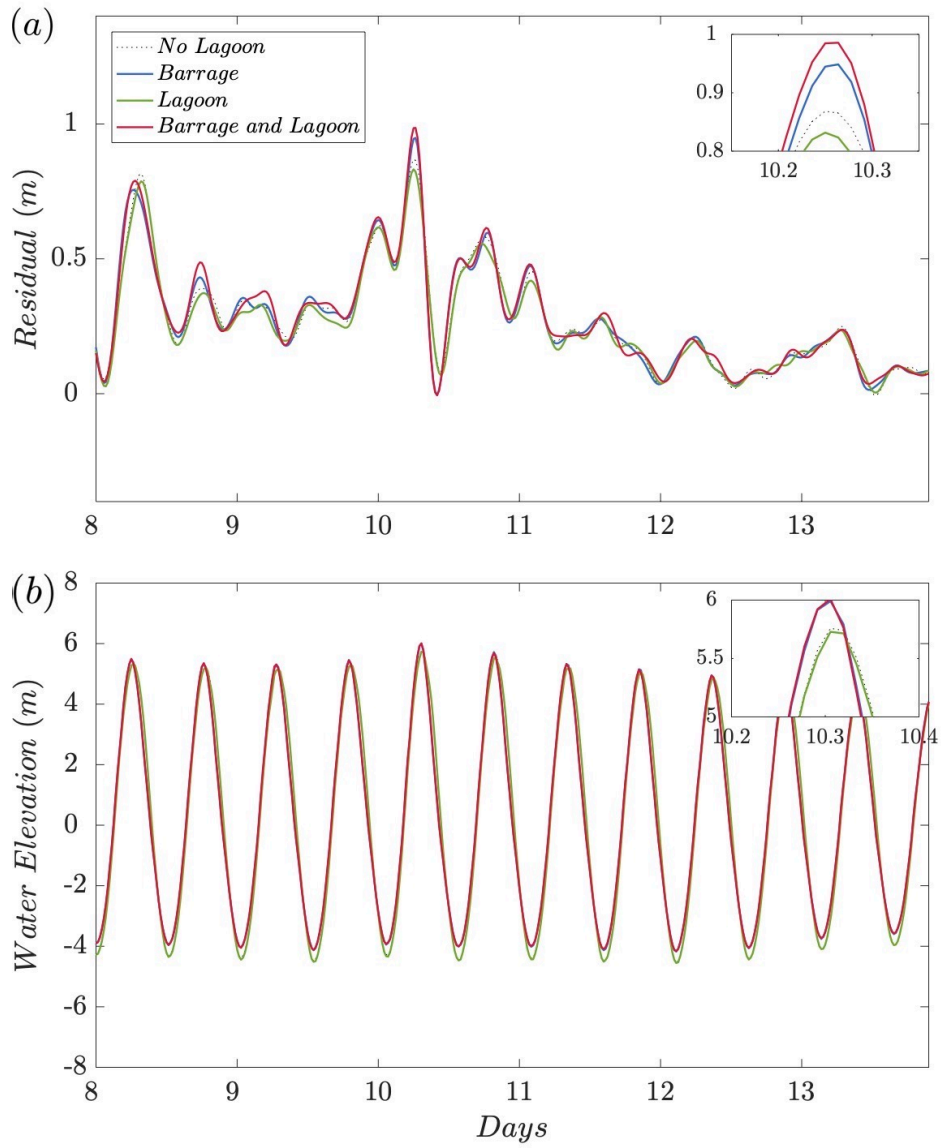 (a)
No Lagoon
Barrage
Lagoon
Barrage and Lagoon
1
0.9
0.8
10.2 10.3
1
0.5
0
Residual (m)
8 9 10 11 12 13
(b)
8
6
4
2
0
-2
-4
-6
-8
Water Elevation (m)
6
5.5
5
10.2 10.3 10.4
8 9 10 11 12 13
Days